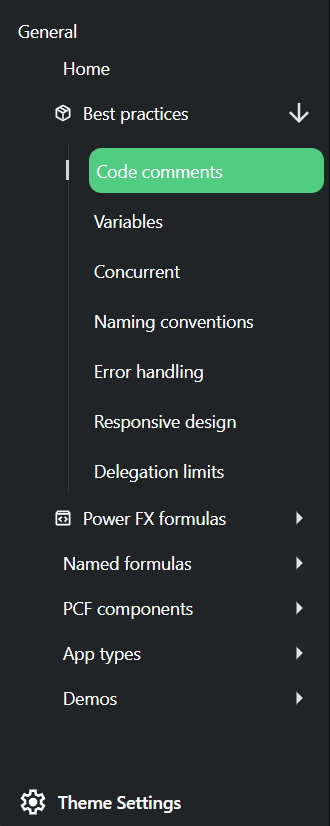 General
Home
Best practices
Code comments
Variables
Concurrent
Naming conventions
Error handling
Responsive design
Delegation limits
Power FX formulas
Named formulas
PCF components
App types
Demos
Theme Settings